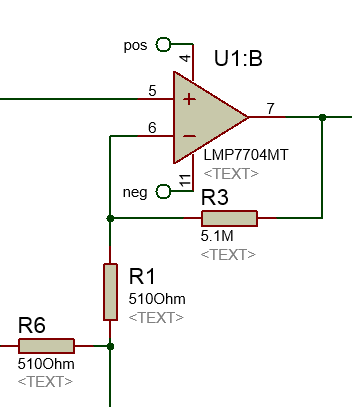 pos
U1:B
4
5
+
7
6
−
LMP7704MT
<TEXT>
11
neg
R3
5.1M
<TEXT>
R1
510Ohm
<TEXT>
R6
510Ohm
<TEXT>